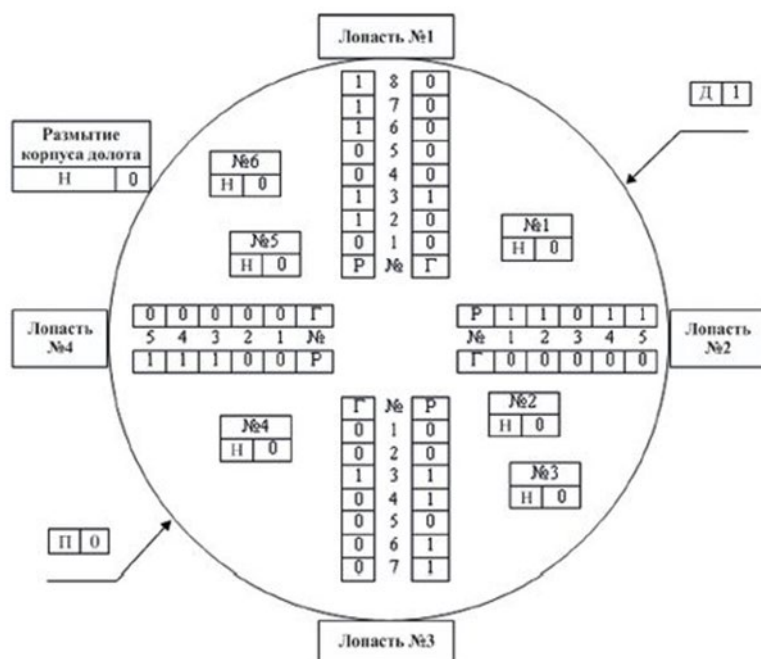 Лопасть №1
1 8 0
1 7 0
1 6 0
0 5 0
0 4 0
1 3 1
1 2 0
0 1 0
Р № Г
Д 1
Размытие
корпуса долота
Н 0
№6
Н 0
№5
Н 0
№1
Н 0
Лопасть
№4
0 0 0 0 0 Г
5 4 3 2 1 №
1 1 1 0 0 Р
Р 1 1 0 1 1
№ 1 2 3 4 5
Г 0 0 0 0 0
Лопасть
№2
№4
Н 0
Г № Р
0 1 0
0 2 0
1 3 1
0 4 1
0 5 0
0 6 1
0 7 1
№2
Н 0
№3
Н 0
П 0
Лопасть №3